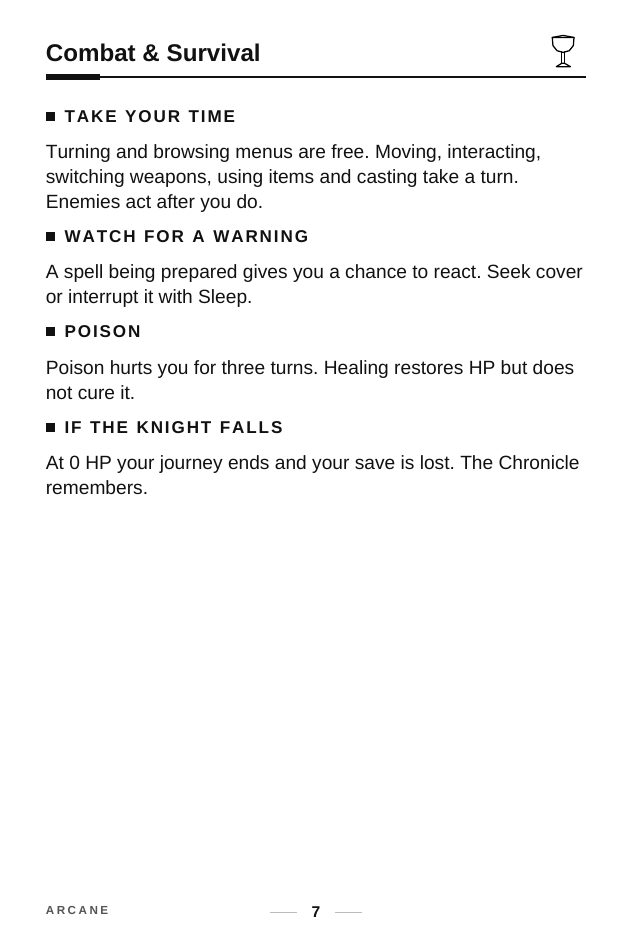 Combat & Survival
TAKE YOUR TIME
Turning and browsing menus are free. Moving, interacting,
switching weapons, using items and casting take a turn.
Enemies act after you do.
WATCH FOR A WARNING
A spell being prepared gives you a chance to react. Seek cover
or interrupt it with Sleep.
POISON
Poison hurts you for three turns. Healing restores HP but does
not cure it.
IF THE KNIGHT FALLS
At 0 HP your journey ends and your save is lost. The Chronicle
remembers.
ARCANE
7